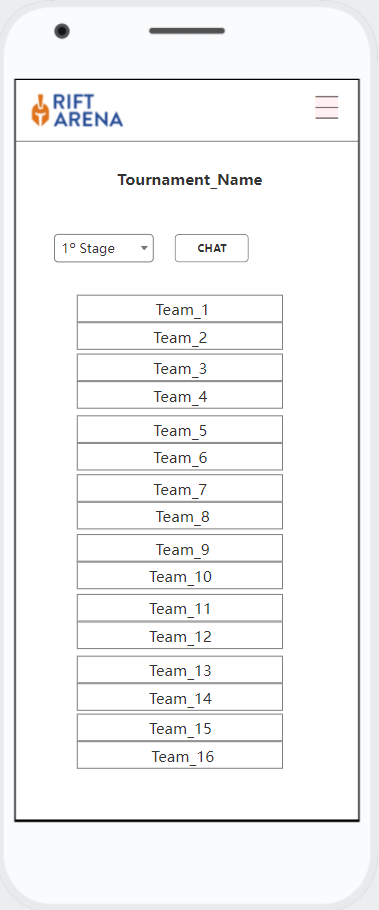 RIFT
ARENA
Tournament_Name
1º Stage
CHAT
Team_1
Team_2
Team_3
Team_4
Team_5
Team_6
Team_7
Team_8
Team_9
Team_10
Team_11
Team_12
Team_13
Team_14
Team_15
Team_16